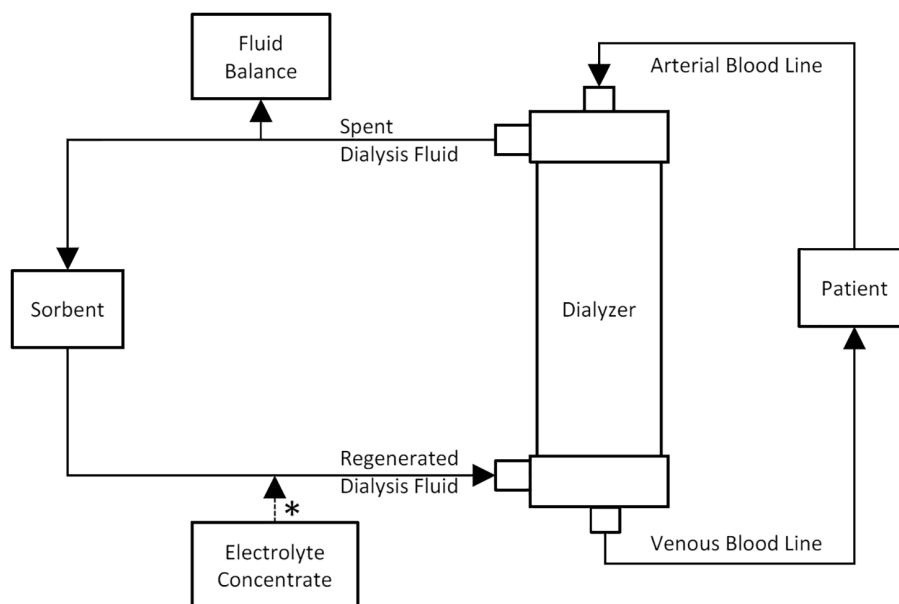 Fluid
Balance
Arterial Blood Line
Spent
Dialysis Fluid
Sorbent
Dialyzer
Patient
Regenerated
Dialysis Fluid
*
Electrolyte
Concentrate
Venous Blood Line